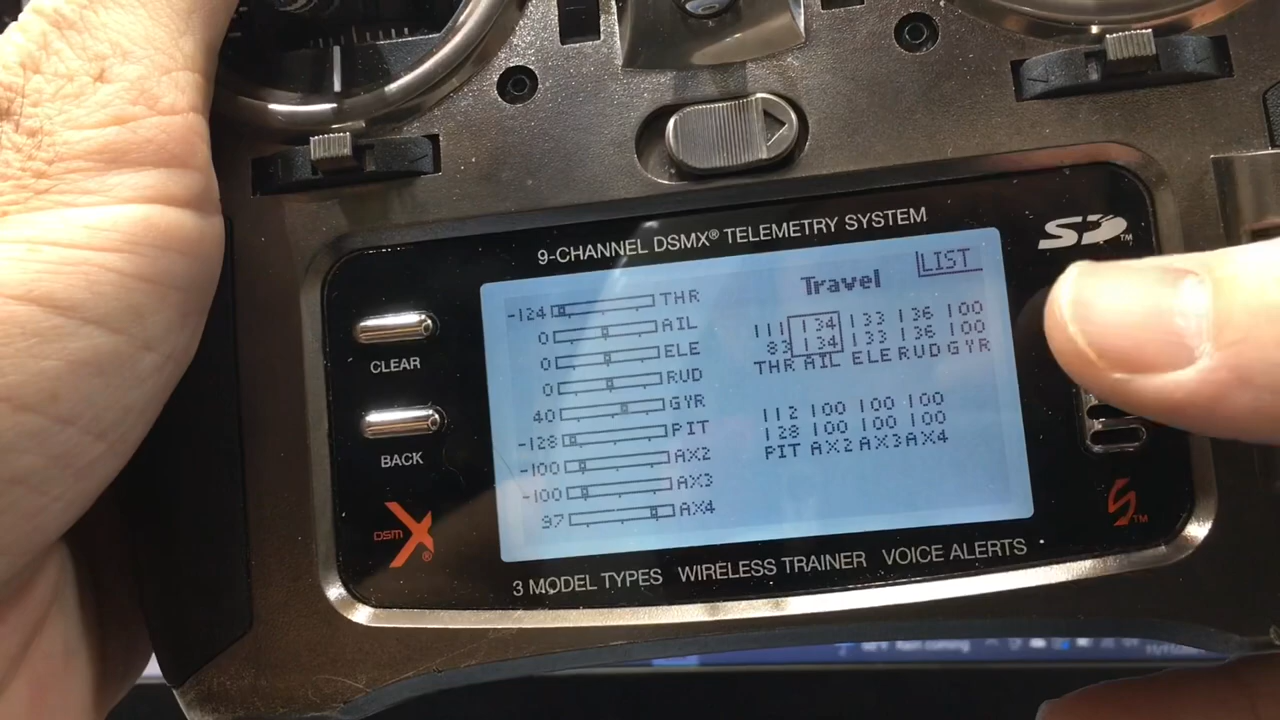 9-CHANNEL DSMX® TELEMETRY SYSTEM
SD™
LIST
Travel
-124 THR
0 AIL
0 ELE
0 RUD
40 GYR
-128 PIT
-100 AX2
-100 AX3
97 AX4
111 134 133 136 100
83 134 133 136 100
THR AIL ELE RUD GYR
112 100 100 100
128 100 100 100
PIT AX2 AX3 AX4
CLEAR
BACK
DSM X®
S™
3 MODEL TYPES WIRELESS TRAINER VOICE ALERTS